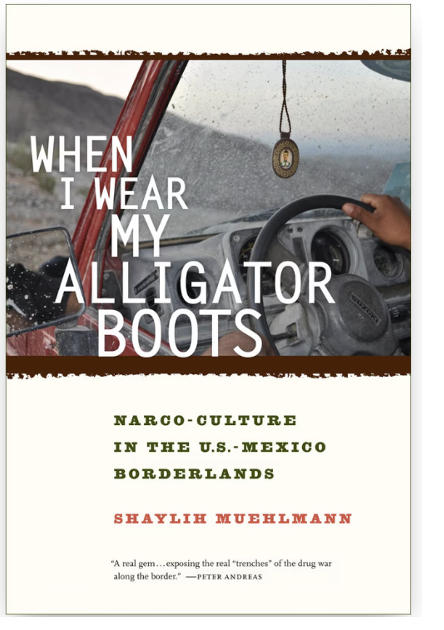 WHEN
I WEAR
MY
ALLIGATOR
BOOTS
NARCO-CULTURE
IN THE U.S.-MEXICO
BORDERLANDS
SHAYLIH MUEHLMANN
“A real gem...exposing the real “trenches” of the drug war
along the border.” —PETER ANDREAS